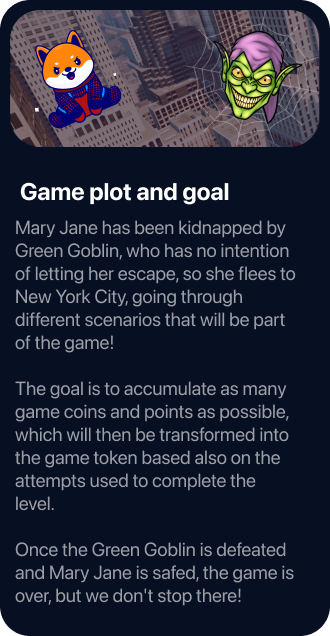 Game plot and goal
Mary Jane has been kidnapped by
Green Goblin, who has no intention
of letting her escape, so she flees to
New York City, going through
different scenarios that will be part
of the game!
The goal is to accumulate as many
game coins and points as possible,
which will then be transformed into
the game token based also on the
attempts used to complete the
level.
Once the Green Goblin is defeated
and Mary Jane is safed, the game is
over, but we don't stop there!